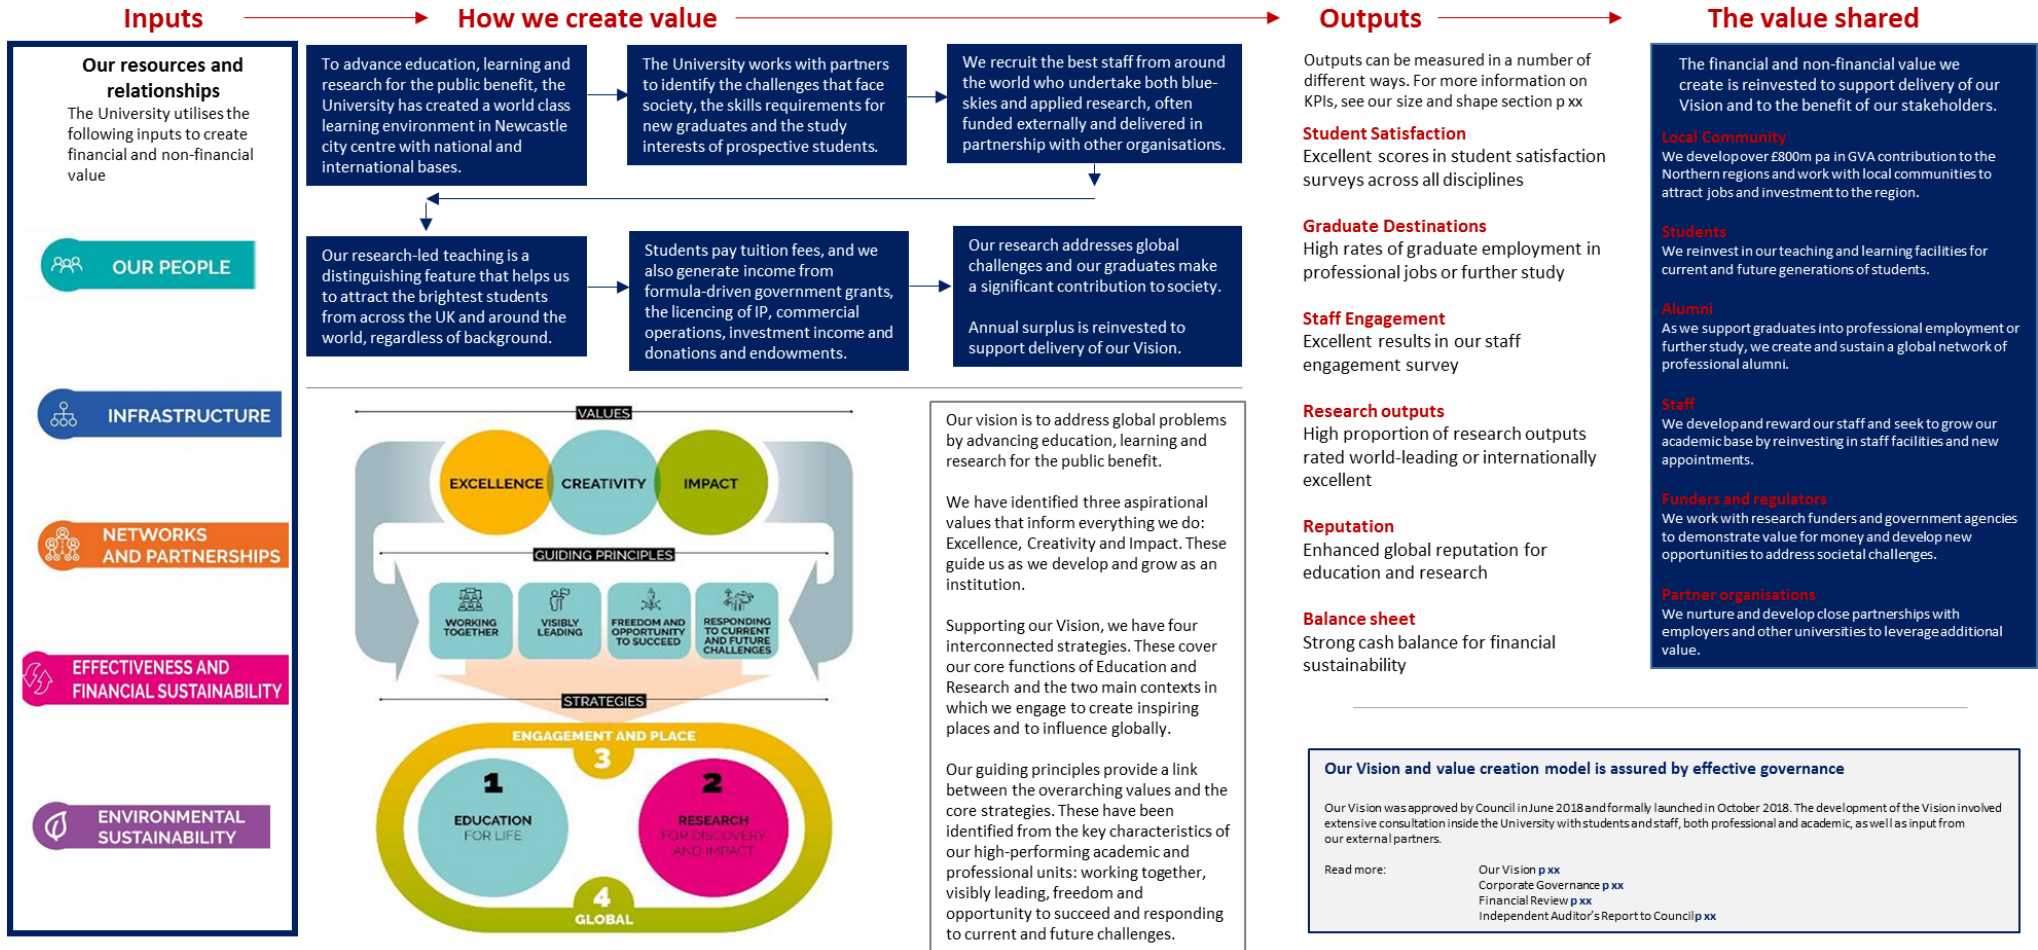 Inputs
How we create value
Outputs
The value shared
Our resources and
relationships
The University utilises the
following inputs to create
financial and non-financial
value
OUR PEOPLE
INFRASTRUCTURE
NETWORKS
AND PARTNERSHIPS
EFFECTIVENESS AND
FINANCIAL SUSTAINABILITY
ENVIRONMENTAL
SUSTAINABILITY
To advance education, learning and
research for the public benefit, the
University has created a world class
learning environment in Newcastle
city centre with national and
international bases.
The University works with partners
to identify the challenges that face
society, the skills requirements for
new graduates and the study
interests of prospective students.
We recruit the best staff from around
the world who undertake both blue-
skies and applied research, often
funded externally and delivered in
partnership with other organisations.
Our research-led teaching is a
distinguishing feature that helps us
to attract the brightest students
from across the UK and around the
world, regardless of background.
Students pay tuition fees, and we
also generate income from
formula-driven government grants,
the licencing of IP, commercial
operations, investment income and
donations and endowments.
Our research addresses global
challenges and our graduates make
a significant contribution to society.
Annual surplus is reinvested to
support delivery of our Vision.
VALUES
EXCELLENCE
CREATIVITY
IMPACT
GUIDING PRINCIPLES
WORKING
TOGETHER
VISIBLY
LEADING
FREEDOM AND
OPPORTUNITY
TO SUCCEED
RESPONDING
TO CURRENT
AND FUTURE
CHALLENGES
STRATEGIES
ENGAGEMENT AND PLACE
3
1
EDUCATION
FOR LIFE
2
RESEARCH
FOR DISCOVERY
AND IMPACT
4
GLOBAL
Our vision is to address global problems
by advancing education, learning and
research for the public benefit.
We have identified three aspirational
values that inform everything we do:
Excellence, Creativity and Impact. These
guide us as we develop and grow as an
institution.
Supporting our Vision, we have four
interconnected strategies. These cover
our core functions of Education and
Research and the two main contexts in
which we engage to create inspiring
places and to influence globally.
Our guiding principles provide a link
between the overarching values and the
core strategies. These have been
identified from the key characteristics of
our high-performing academic and
professional units: working together,
visibly leading, freedom and
opportunity to succeed and responding
to current and future challenges.
Outputs can be measured in a number of
different ways. For more information on
KPIs, see our size and shape section p xx
Student Satisfaction
Excellent scores in student satisfaction
surveys across all disciplines
Graduate Destinations
High rates of graduate employment in
professional jobs or further study
Staff Engagement
Excellent results in our staff
engagement survey
Research outputs
High proportion of research outputs
rated world-leading or internationally
excellent
Reputation
Enhanced global reputation for
education and research
Balance sheet
Strong cash balance for financial
sustainability
The financial and non-financial value we
create is reinvested to support delivery of our
Vision and to the benefit of our stakeholders.
Local Community
We develop over £800m pa in GVA contribution to the
Northern regions and work with local communities to
attract jobs and investment to the region.
Students
We reinvest in our teaching and learning facilities for
current and future generations of students.
Alumni
As we support graduates into professional employment or
further study, we create and sustain a global network of
professional alumni.
Staff
We develop and reward our staff and seek to grow our
academic base by reinvesting in staff facilities and new
appointments.
Funders and regulators
We work with research funders and government agencies
to demonstrate value for money and develop new
opportunities to address societal challenges.
Partner organisations
We nurture and develop close partnerships with
employers and other universities to leverage additional
value.
Our Vision and value creation model is assured by effective governance
Our Vision was approved by Council in June 2018 and formally launched in October 2018. The development of the Vision involved
extensive consultation inside the University with students and staff, both professional and academic, as well as input from
our external partners.
Read more: Our Vision p xx
Corporate Governance p xx
Financial Review p xx
Independent Auditor's Report to Council p xx